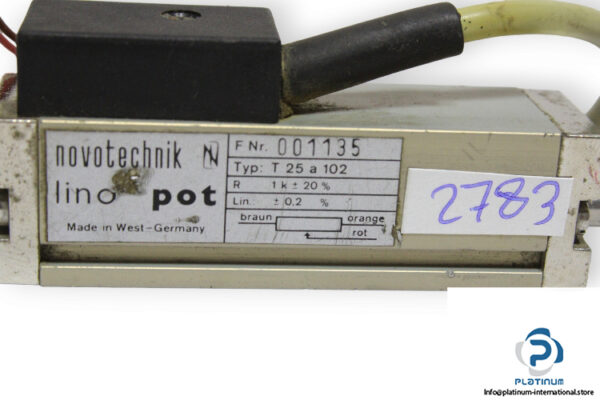 novotechnik
lino pot
Made in West-Germany
F Nr. 001135
Typ: T 25 a 102
R 1 k ± 20 %
Lin. ± 0,2 %
braun orange
rot
2783
PLATINUM
Info@platinum-international.store